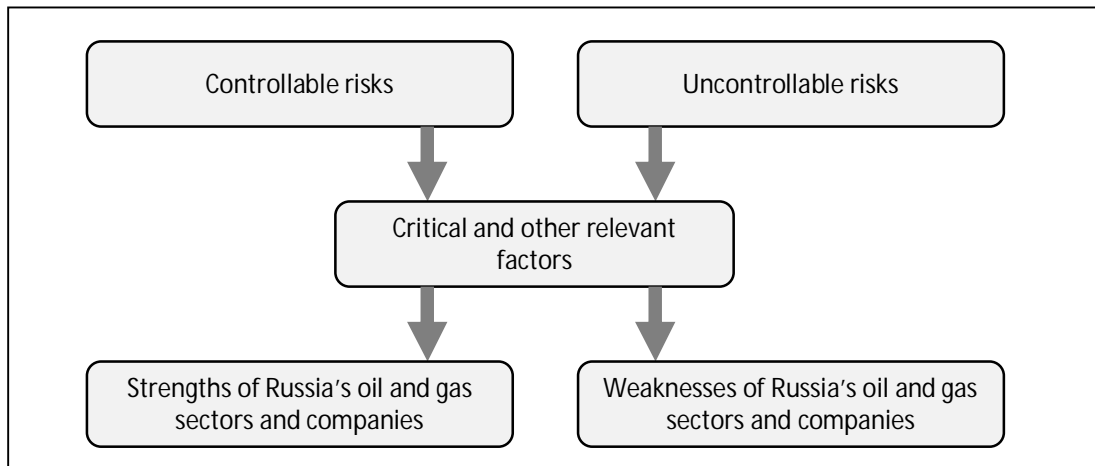 Controllable risks
Uncontrollable risks
Critical and other relevant
factors
Strengths of Russia’s oil and gas
sectors and companies
Weaknesses of Russia’s oil and gas
sectors and companies